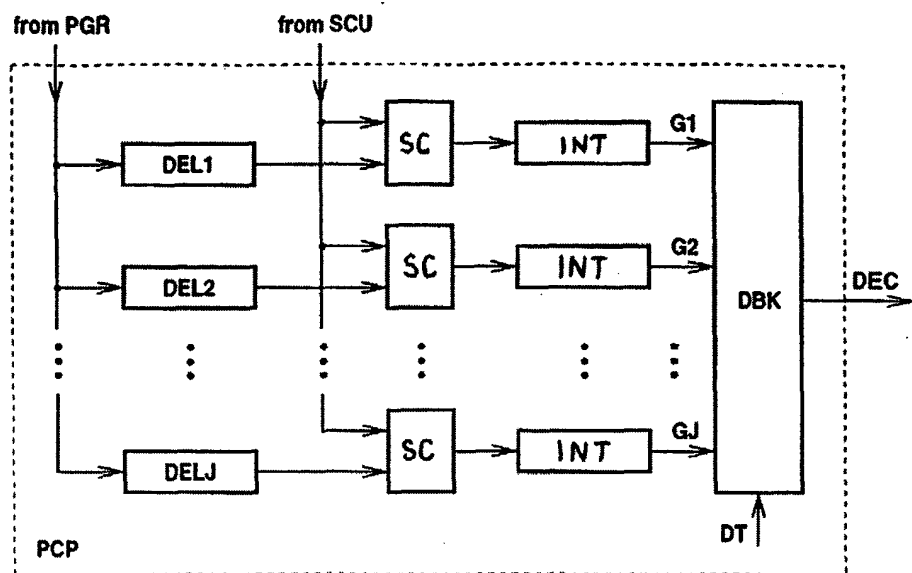 from PGR
from SCU
SC
INT
G1
DEL1
SC
INT
G2
DEL2
DBK
DEC
SC
INT
GJ
DELJ
DT
PCP